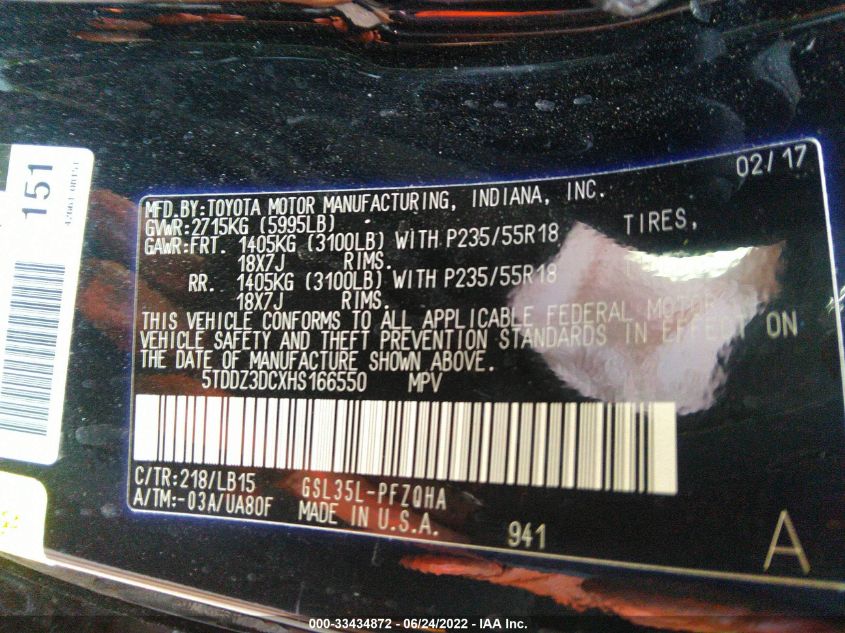 151
02/17
MFD.BY:TOYOTA MOTOR MANUFACTURING, INDIANA, INC.
GVWR:2715KG (5995LB)
GAWR:FRT. 1405KG (3100LB) WITH P235/55R18 TIRES,
18X7J RIMS.
RR. 1405KG (3100LB) WITH P235/55R18
18X7J RIMS.
THIS VEHICLE CONFORMS TO ALL APPLICABLE FEDERAL MOTOR
VEHICLE SAFETY AND THEFT PREVENTION STANDARDS IN EFFECT ON
THE DATE OF MANUFACTURE SHOWN ABOVE.
5TDDZ3DCXHS166550 MPV
C/TR:218/LB15 GSL35L-PFZQHA
A/TM:-03A/UA80F MADE IN U.S.A.
941
A
000-33434872 - 06/24/2022 - IAA Inc.